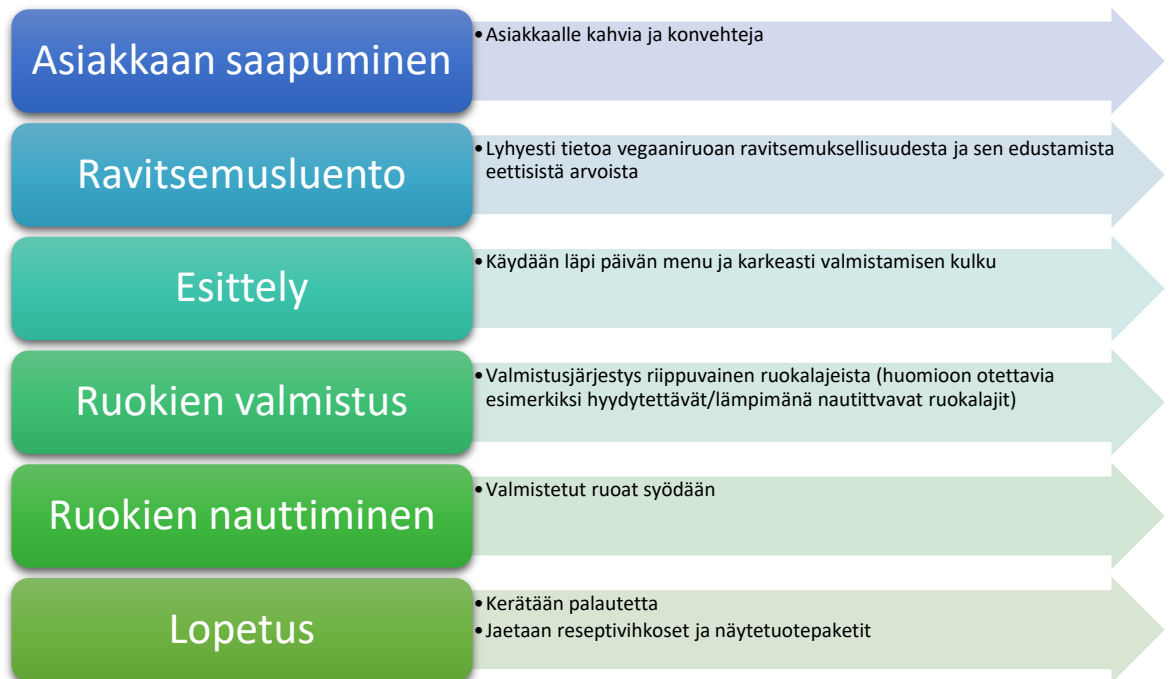 Asiakkaan saapuminen
•Asiakkaalle kahvia ja konvehteja
Ravitsemusluento
•Lyhyesti tietoa vegaaniruoan ravitsemuksellisuudesta ja sen edustamista
eettisistä arvoista
Esittely
•Käydään läpi päivän menu ja karkeasti valmistamisen kulku
Ruokien valmistus
•Valmistusjärjestys riippuvainen ruokalajeista (huomioon otettavia
esimerkiksi hyydytettävät/lämpimänä nautittvavat ruokalajit)
Ruokien nauttiminen
•Valmistetut ruoat syödään
Lopetus
•Kerätään palautetta
•Jaetaan reseptivihkoset ja näytetuotepaketit